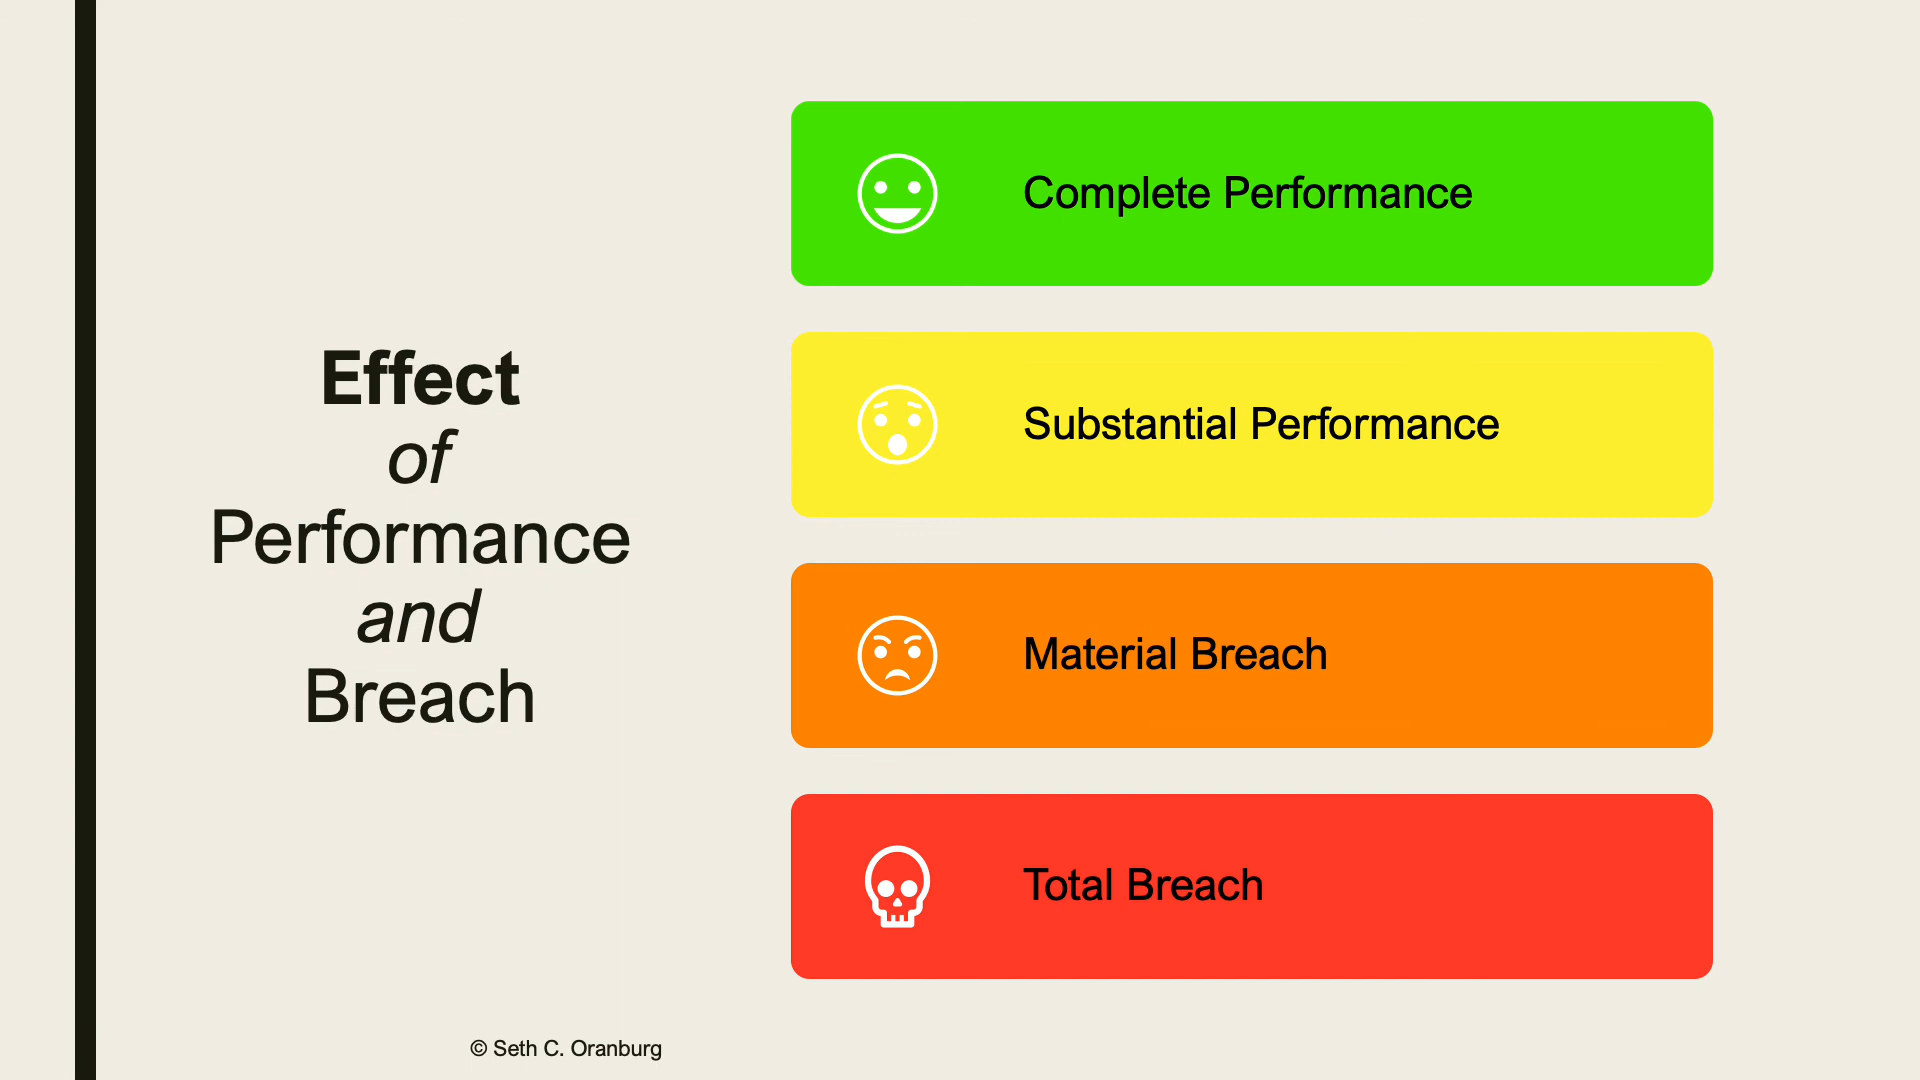 Effect
of
Performance
and
Breach
Complete Performance
Substantial Performance
Material Breach
Total Breach
© Seth C. Oranburg